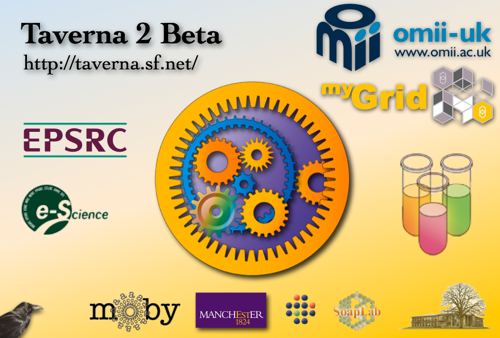 Taverna 2 Beta
http://taverna.sf.net/
omii
omii-uk
www.omii.ac.uk
myGrid
EPSRC
e-Science
moby
MANCHESTER
1824
SoapLab